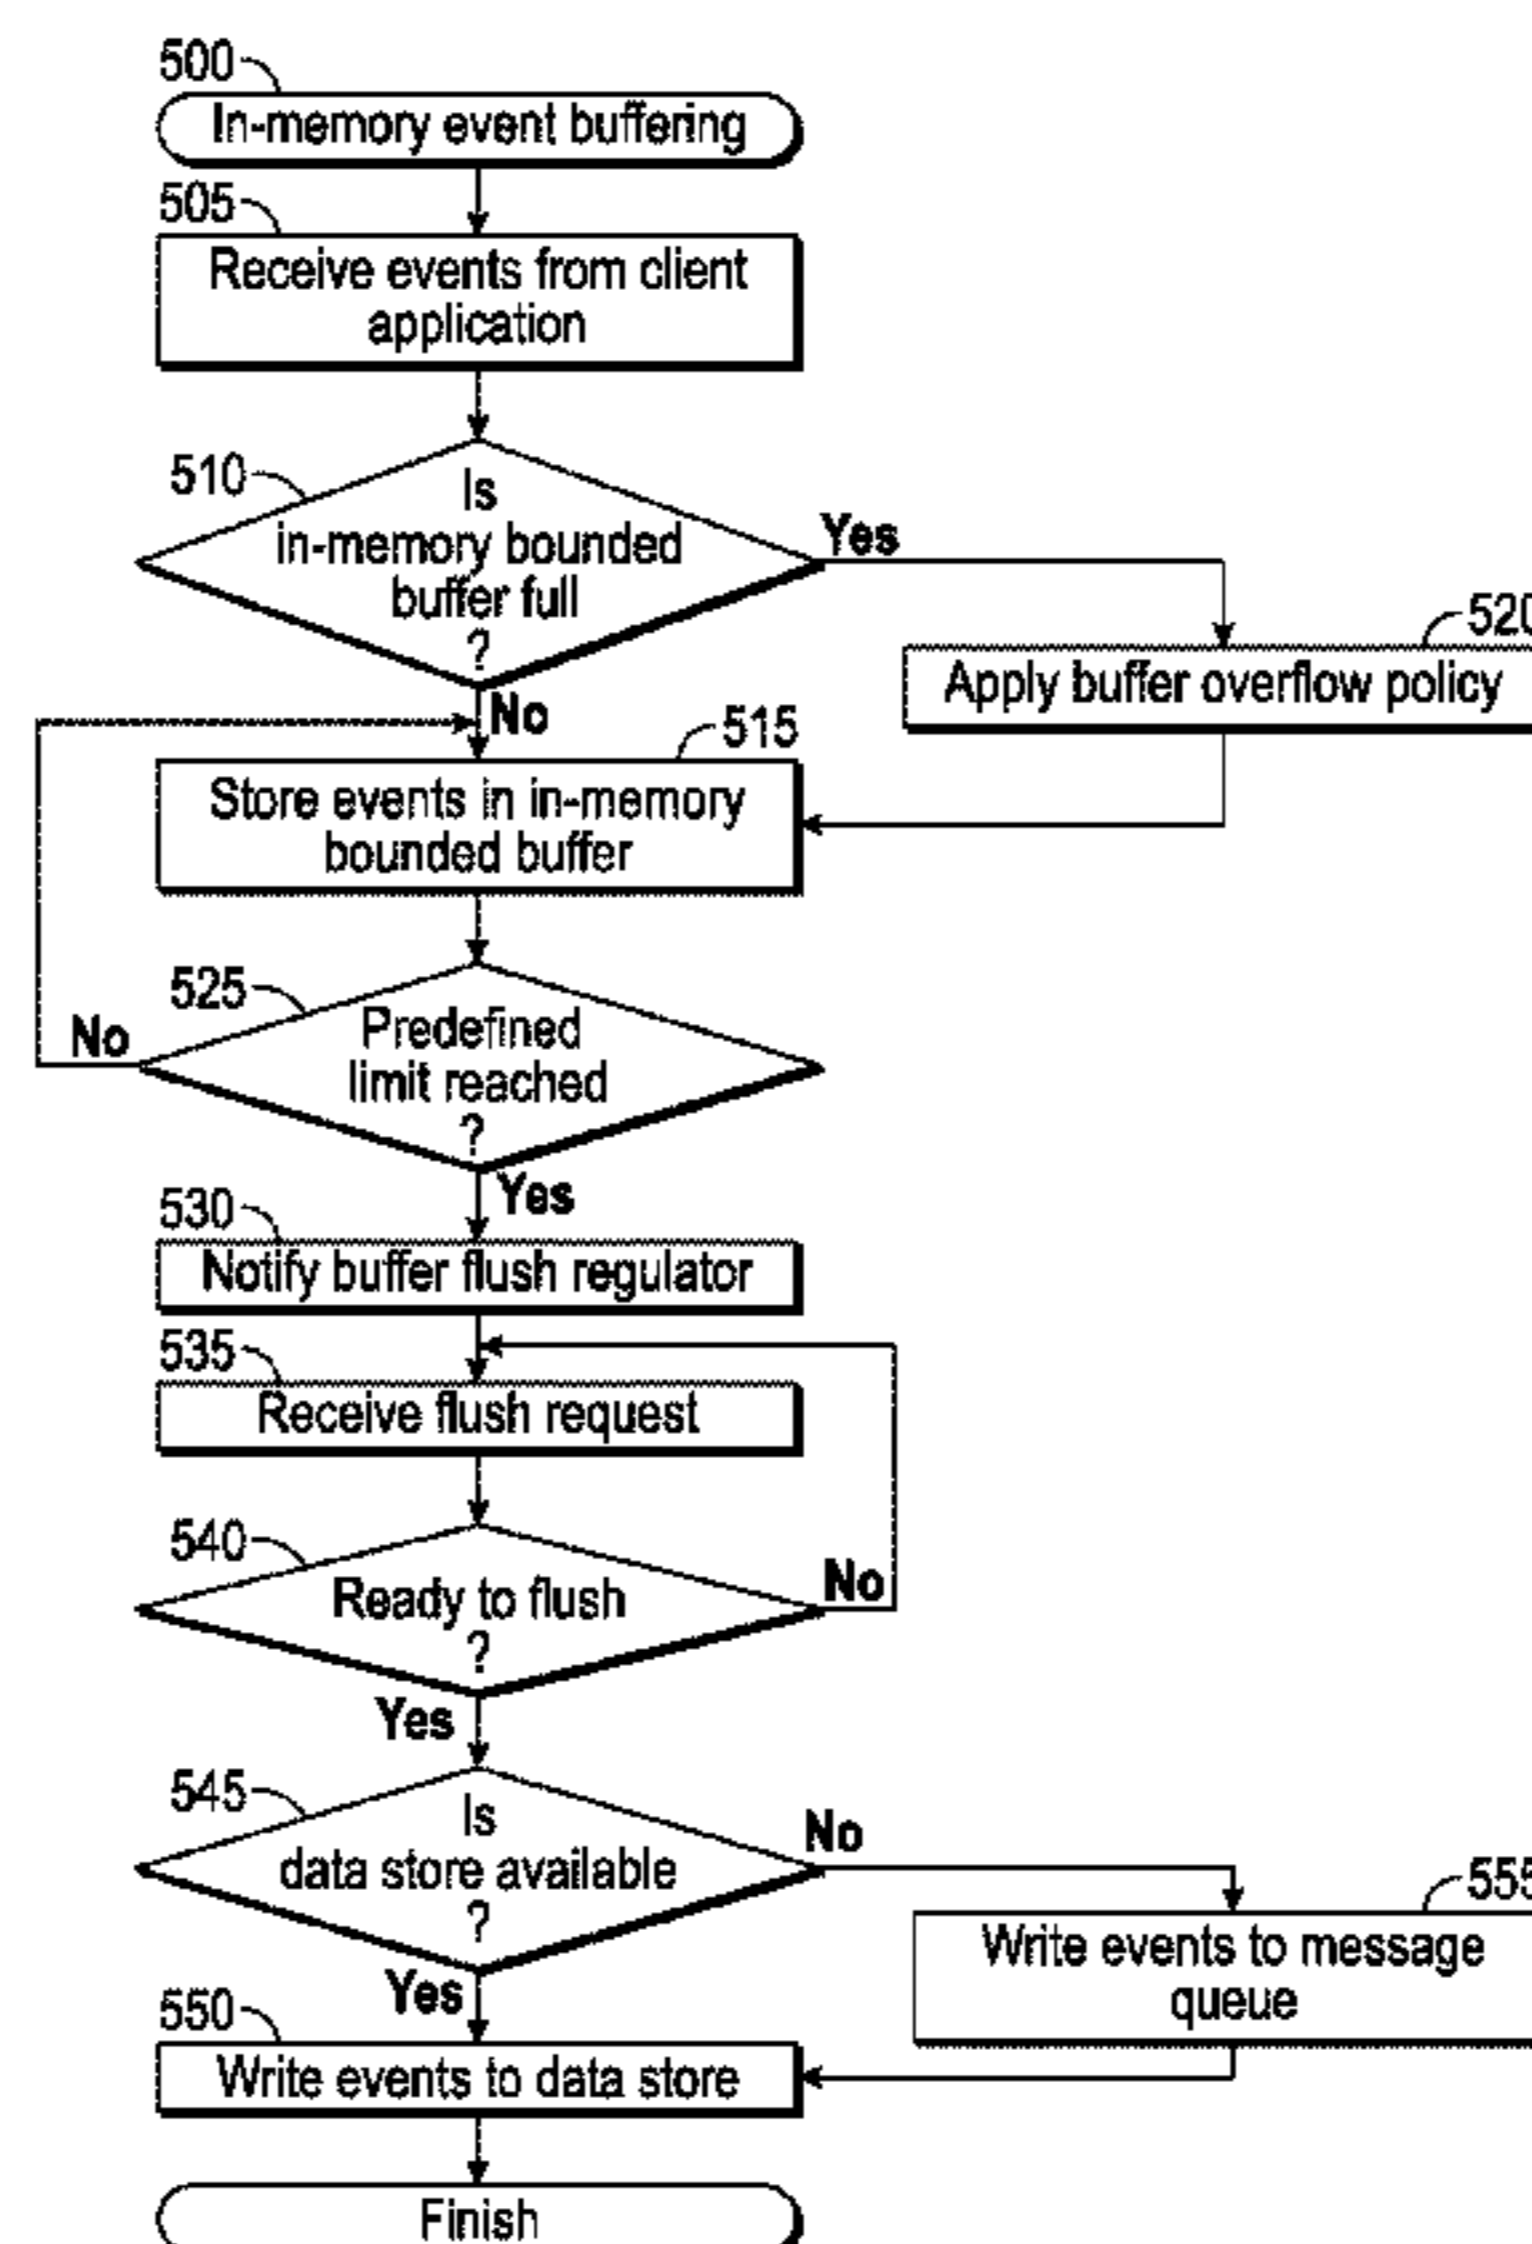 500
In-memory event buffering
505
Receive events from client
application
510
Is
in-memory bounded
buffer full
?
Yes
520
Apply buffer overflow policy
No
515
Store events in in-memory
bounded buffer
525
Predefined
limit reached
?
No
Yes
530
Notify buffer flush regulator
535
Receive flush request
540
Ready to flush
?
No
Yes
545
Is
data store available
?
No
555
Write events to message
queue
Yes
550
Write events to data store
Finish